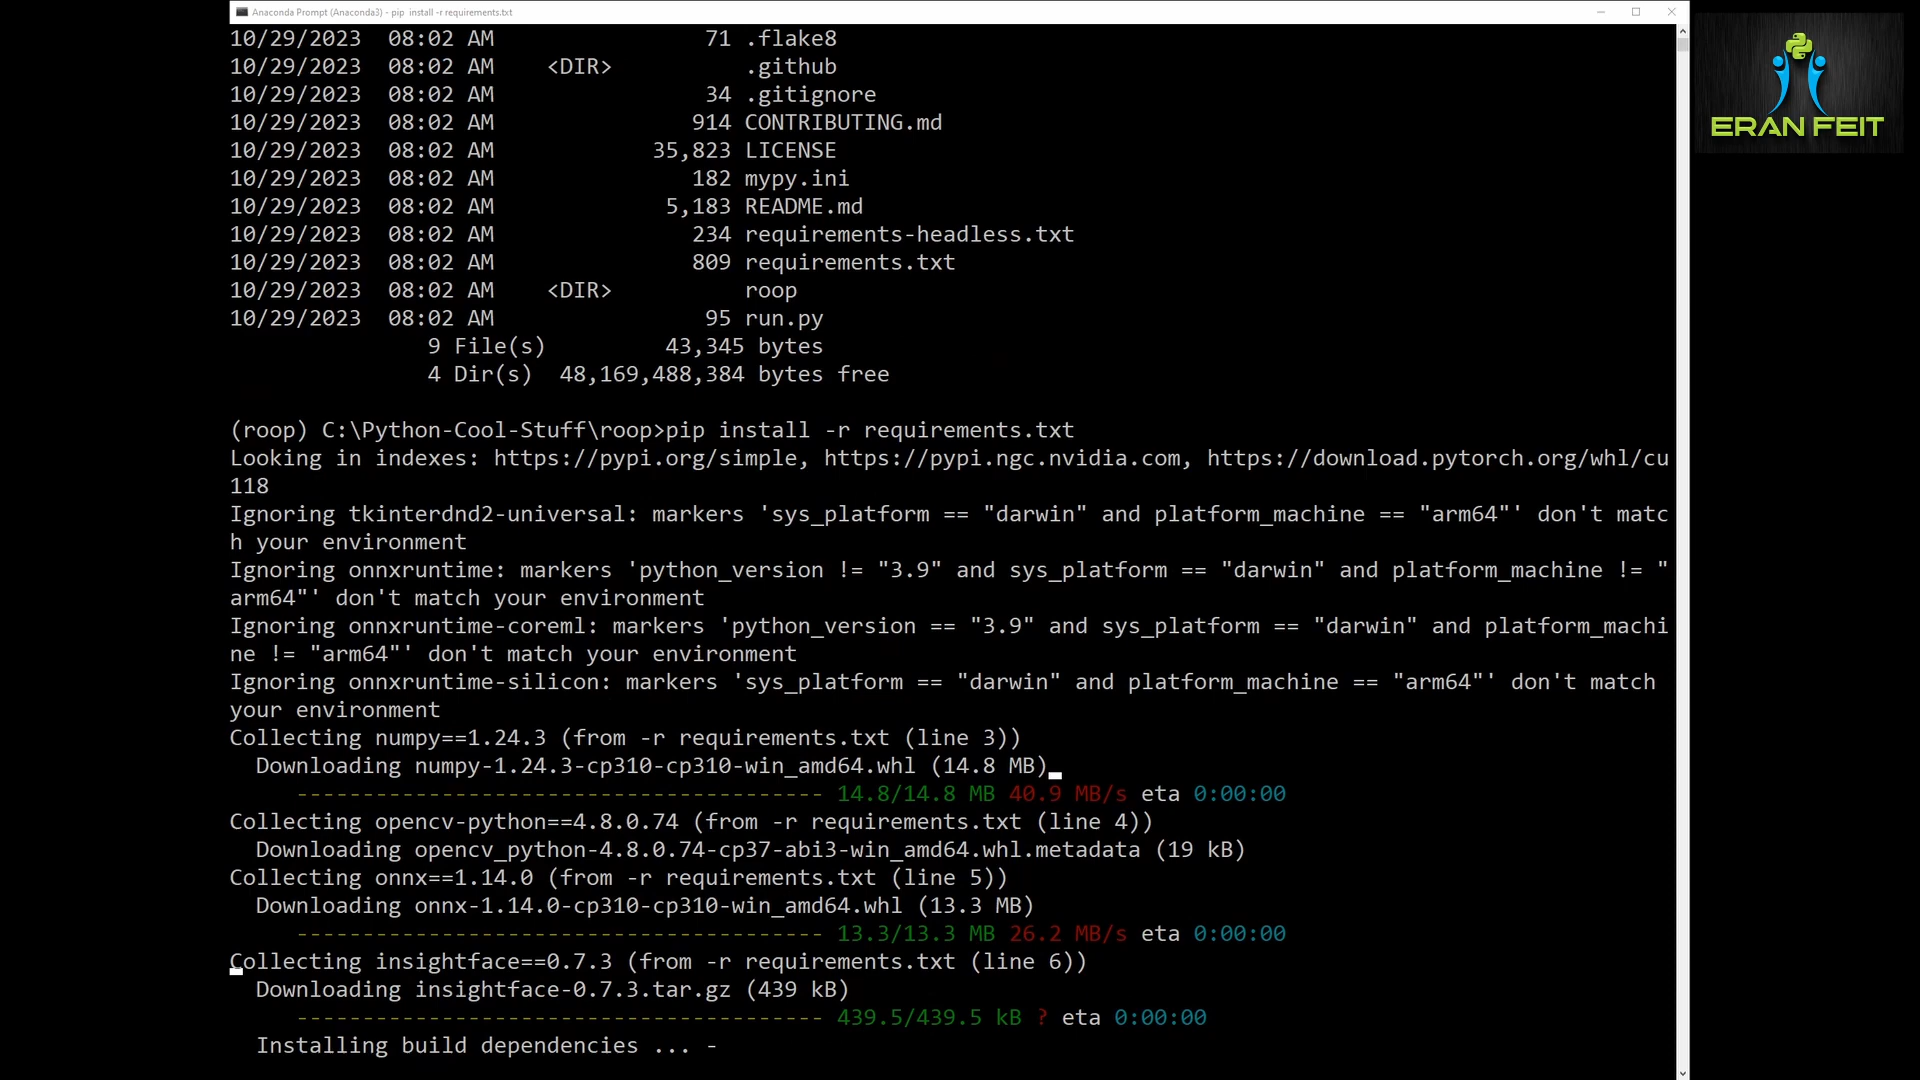 Anaconda Prompt (Anaconda3) - pip  install -r requirements.txt
10/29/2023  08:02 AM                71 .flake8
10/29/2023  08:02 AM    <DIR>          .github
10/29/2023  08:02 AM                34 .gitignore
10/29/2023  08:02 AM               914 CONTRIBUTING.md
10/29/2023  08:02 AM            35,823 LICENSE
10/29/2023  08:02 AM               182 mypy.ini
10/29/2023  08:02 AM             5,183 README.md
10/29/2023  08:02 AM               234 requirements-headless.txt
10/29/2023  08:02 AM               809 requirements.txt
10/29/2023  08:02 AM    <DIR>          roop
10/29/2023  08:02 AM                95 run.py
               9 File(s)         43,345 bytes
               4 Dir(s)  48,169,488,384 bytes free
(roop) C:\Python-Cool-Stuff\roop>pip install -r requirements.txt
Looking in indexes: https://pypi.org/simple, https://pypi.ngc.nvidia.com, https://download.pytorch.org/whl/cu
118
Ignoring tkinterdnd2-universal: markers 'sys_platform == "darwin" and platform_machine == "arm64"' don't matc
h your environment
Ignoring onnxruntime: markers 'python_version != "3.9" and sys_platform == "darwin" and platform_machine != "
arm64"' don't match your environment
Ignoring onnxruntime-coreml: markers 'python_version == "3.9" and sys_platform == "darwin" and platform_machi
ne != "arm64"' don't match your environment
Ignoring onnxruntime-silicon: markers 'sys_platform == "darwin" and platform_machine == "arm64"' don't match
your environment
Collecting numpy==1.24.3 (from -r requirements.txt (line 3))
  Downloading numpy-1.24.3-cp310-cp310-win_amd64.whl (14.8 MB)
     ---------------------------------------- 14.8/14.8 MB 40.9 MB/s eta 0:00:00
Collecting opencv-python==4.8.0.74 (from -r requirements.txt (line 4))
  Downloading opencv_python-4.8.0.74-cp37-abi3-win_amd64.whl.metadata (19 kB)
Collecting onnx==1.14.0 (from -r requirements.txt (line 5))
  Downloading onnx-1.14.0-cp310-cp310-win_amd64.whl (13.3 MB)
     ---------------------------------------- 13.3/13.3 MB 26.2 MB/s eta 0:00:00
Collecting insightface==0.7.3 (from -r requirements.txt (line 6))
  Downloading insightface-0.7.3.tar.gz (439 kB)
     ---------------------------------------- 439.5/439.5 kB ? eta 0:00:00
  Installing build dependencies ... -
ERAN FEIT